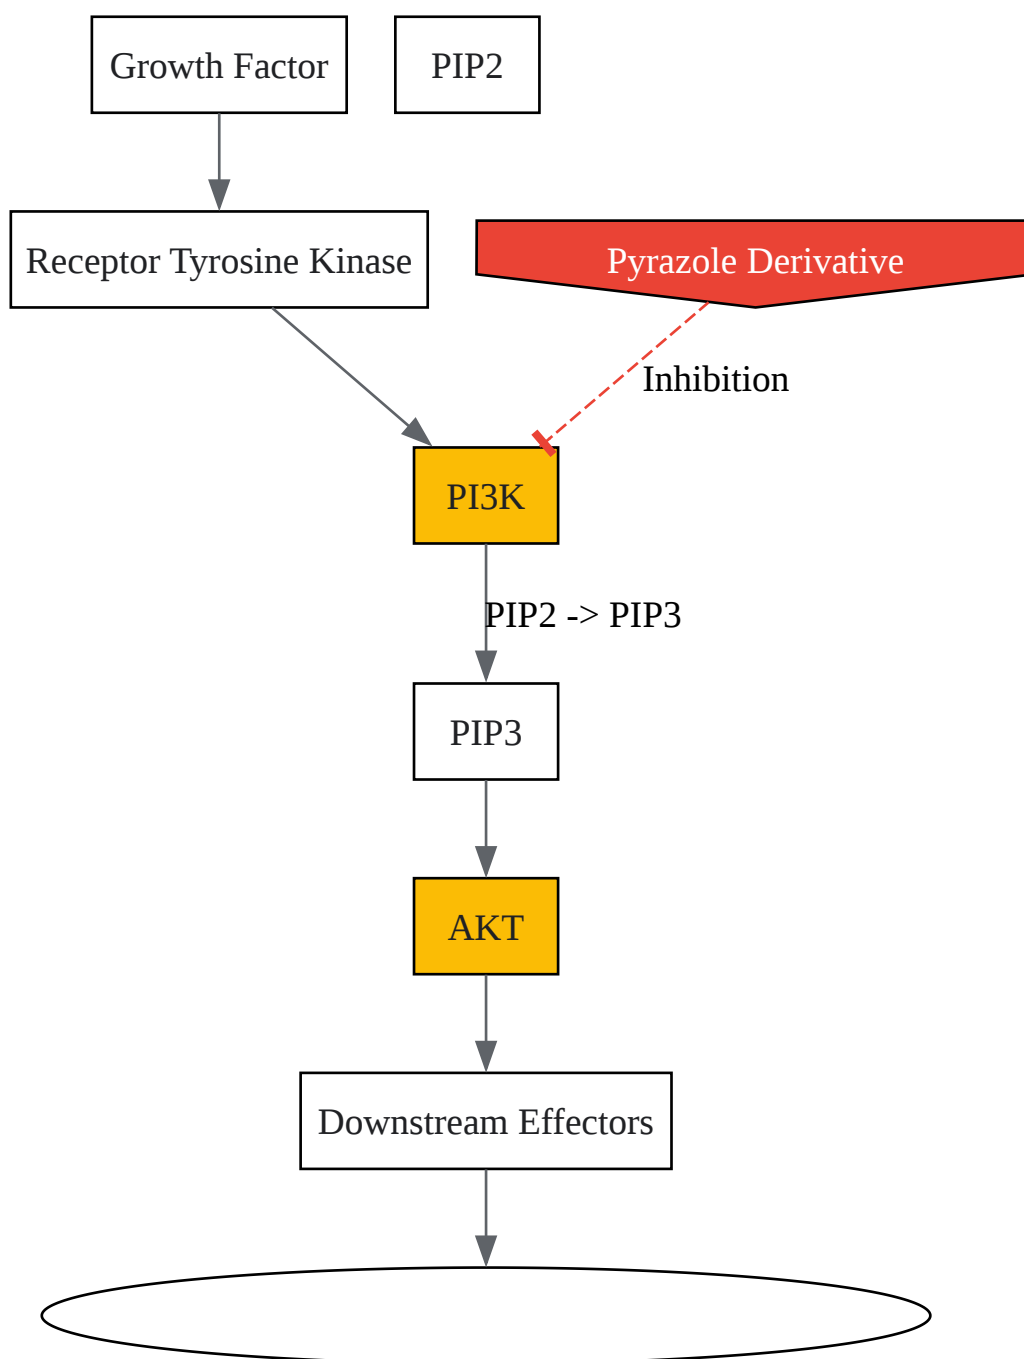 Growth Factor
PIP2
Receptor Tyrosine Kinase
Pyrazole Derivative
Inhibition
PI3K
PIP2 -> PIP3
PIP3
AKT
Downstream Effectors